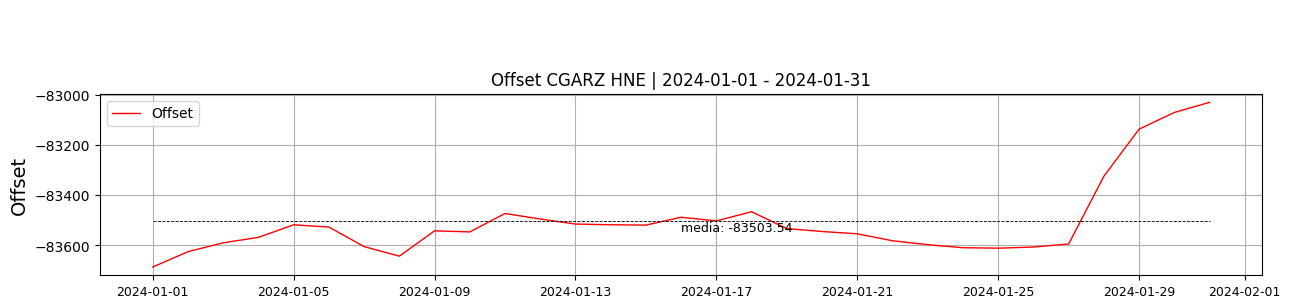 Offset CGARZ HNE | 2024-01-01 - 2024-01-31
Offset
Offset
−83000
−83200
−83400
−83600
media: -83503.54
2024-01-01 2024-01-05 2024-01-09 2024-01-13 2024-01-17 2024-01-21 2024-01-25 2024-01-29 2024-02-01